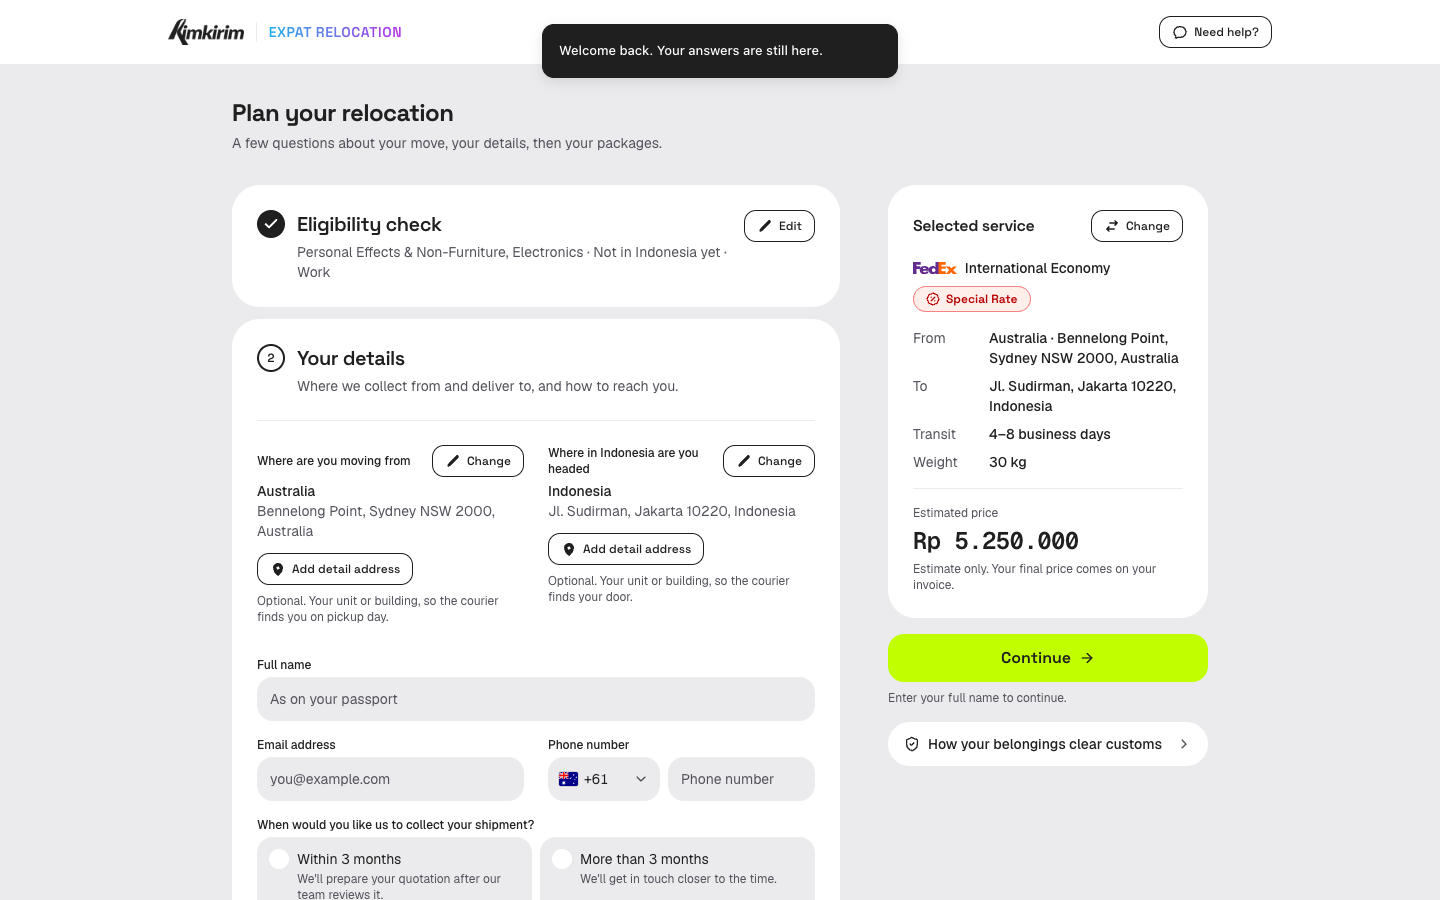 Kimkirim
EXPAT RELOCATION
Welcome back. Your answers are still here.
Need help?
Plan your relocation
A few questions about your move, your details, then your packages.
Eligibility check
Edit
Personal Effects & Non-Furniture, Electronics · Not in Indonesia yet ·
Work
2
Your details
Where we collect from and deliver to, and how to reach you.
Where are you moving from
Change
Australia
Bennelong Point, Sydney NSW 2000,
Australia
Add detail address
Optional. Your unit or building, so the courier
finds you on pickup day.
Where in Indonesia are you
headed
Change
Indonesia
Jl. Sudirman, Jakarta 10220, Indonesia
Add detail address
Optional. Your unit or building, so the courier
finds your door.
Full name
As on your passport
Email address
you@example.com
Phone number
+61
Phone number
When would you like us to collect your shipment?
Within 3 months
We'll prepare your quotation after our
team reviews it.
More than 3 months
We'll get in touch closer to the time.
Selected service
Change
FedEx International Economy
Special Rate
From
Australia · Bennelong Point,
Sydney NSW 2000, Australia
To
Jl. Sudirman, Jakarta 10220,
Indonesia
Transit
4–8 business days
Weight
30 kg
Estimated price
Rp 5.250.000
Estimate only. Your final price comes on your
invoice.
Continue
Enter your full name to continue.
How your belongings clear customs